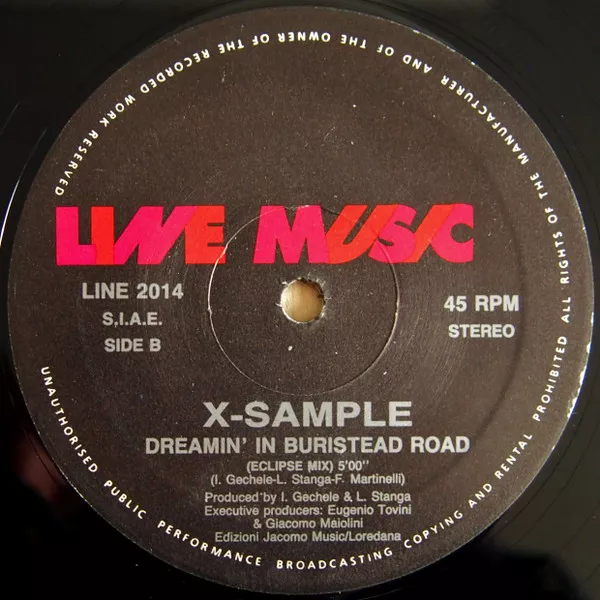 ALL RIGHTS OF THE MANUFACTURER AND OF THE OWNER OF THE RECORDED WORK RESERVED
LINE MUSIC
LINE 2014
S,I.A.E.
SIDE B
45 RPM
STEREO
X-SAMPLE
DREAMIN' IN BURISTEAD ROAD
(ECLIPSE MIX) 5'00"
(I. Gechele-L. Stanga-F. Martinelli)
Produced by I. Gechele & L. Stanga
Executive producers: Eugenio Tovini
& Giacomo Maiolini
Edizioni Jacomo Music/Loredana
UNAUTHORISED PUBLIC PERFORMANCE BROADCASTING COPYING AND RENTAL PROHIBITED